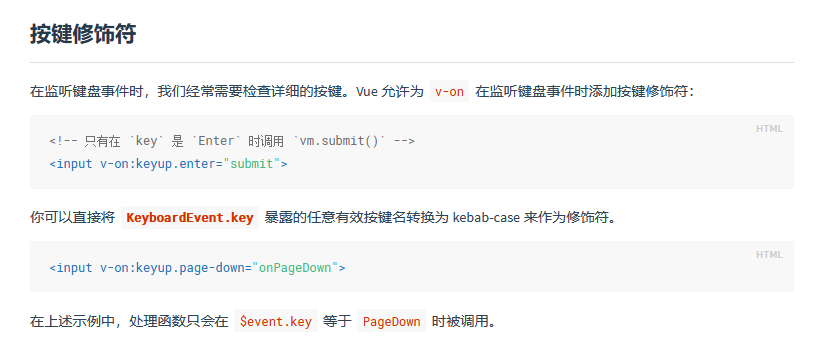 按键修饰符
在监听键盘事件时，我们经常需要检查详细的按键。Vue 允许为 v-on 在监听键盘事件时添加按键修饰符：
HTML
<!-- 只有在 `key` 是 `Enter` 时调用 `vm.submit()` -->
<input v-on:keyup.enter="submit">
你可以直接将 KeyboardEvent.key 暴露的任意有效按键名转换为 kebab-case 来作为修饰符。
HTML
<input v-on:keyup.page-down="onPageDown">
在上述示例中，处理函数只会在 $event.key 等于 PageDown 时被调用。